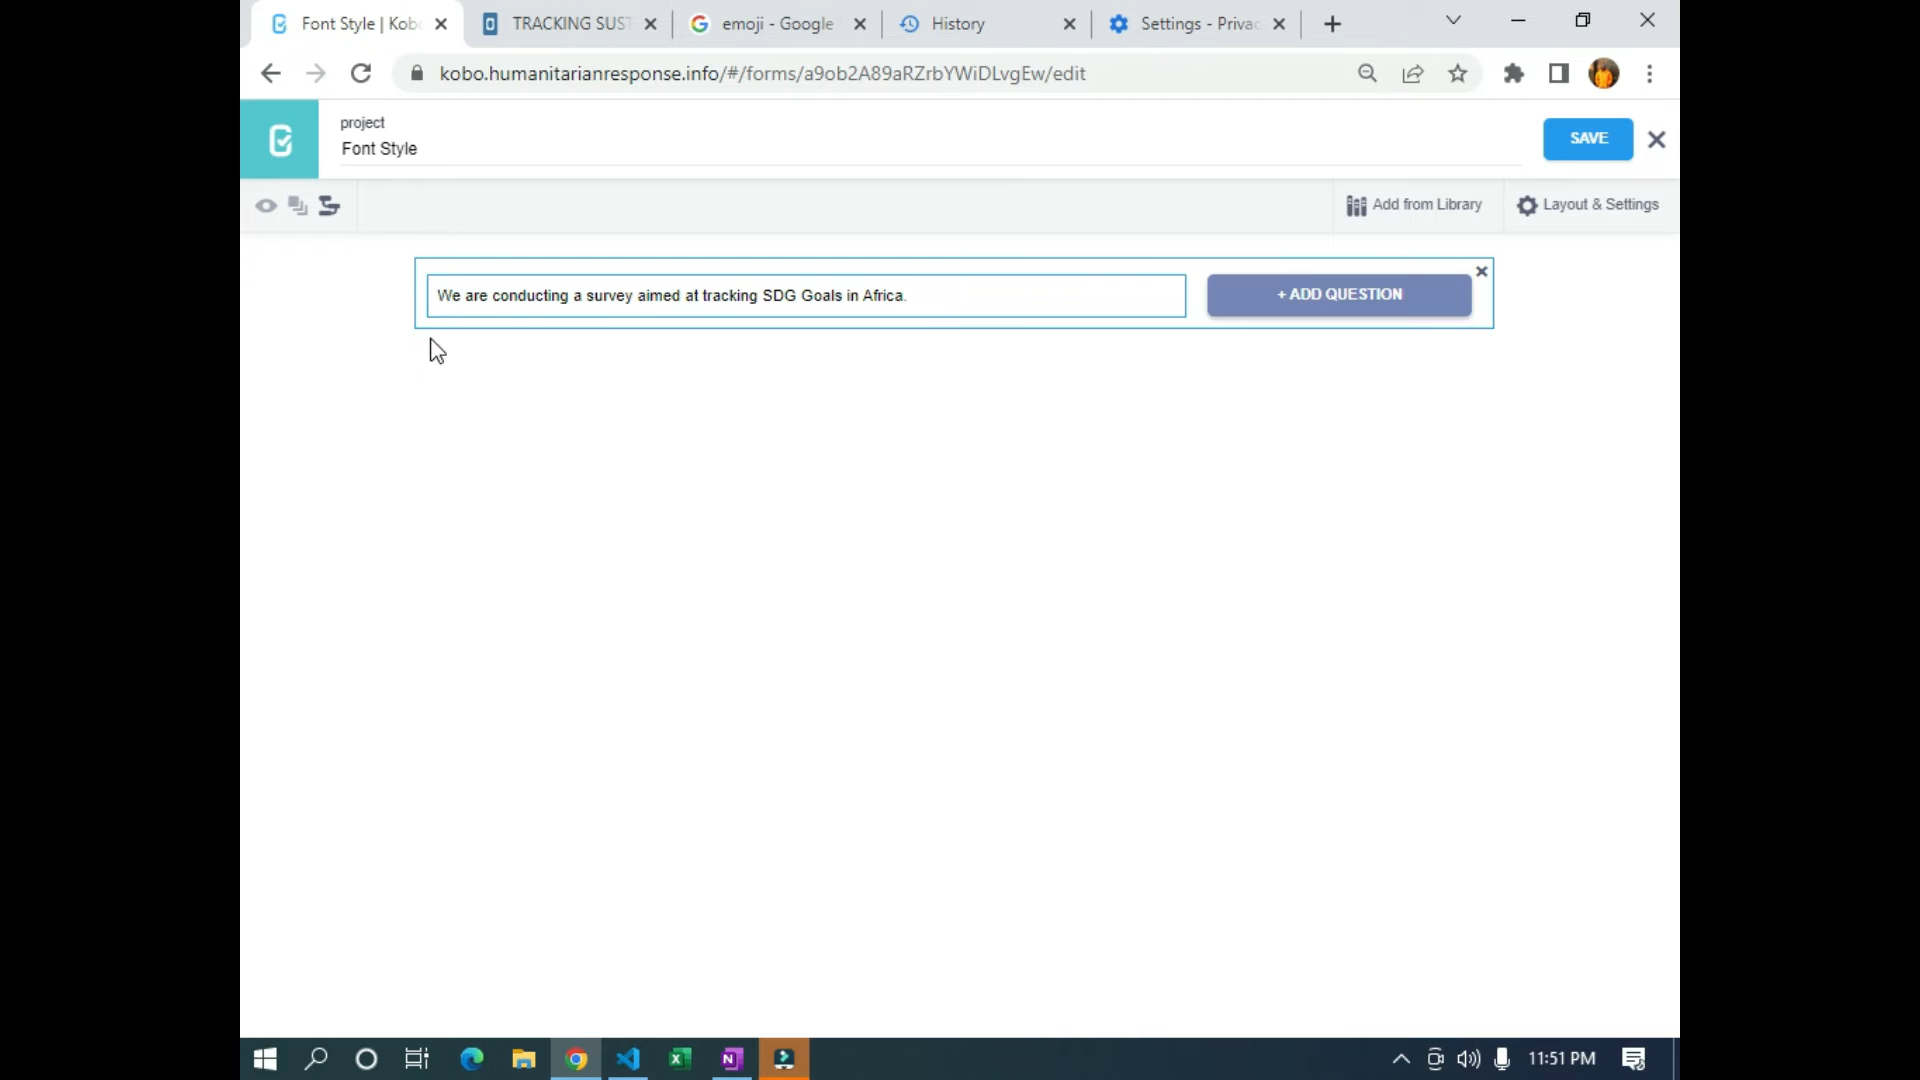 Font Style | Kob
TRACKING SUST
emoji - Google
History
Settings - Privac
kobo.humanitarianresponse.info/#/forms/a9ob2A89aRZrbYWiDLvgEw/edit
project
Font Style
SAVE
Add from Library
Layout & Settings
We are conducting a survey aimed at tracking SDG Goals in Africa.
+ ADD QUESTION
11:51 PM